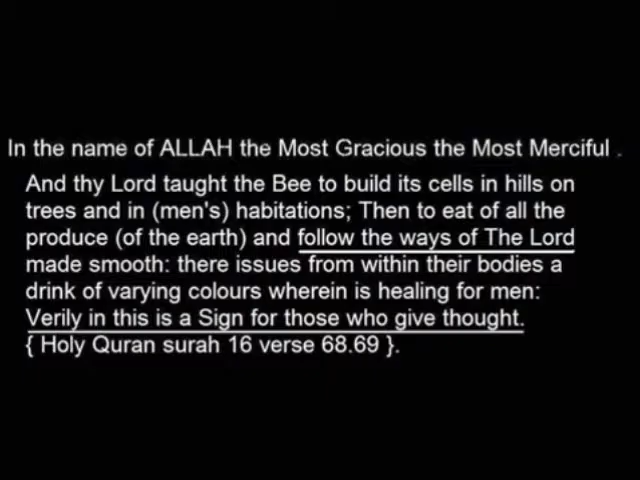 In the name of ALLAH the Most Gracious the Most Merciful .
And thy Lord taught the Bee to build its cells in hills on
trees and in (men's) habitations; Then to eat of all the
produce (of the earth) and follow the ways of The Lord
made smooth: there issues from within their bodies a
drink of varying colours wherein is healing for men:
Verily in this is a Sign for those who give thought.
{ Holy Quran surah 16 verse 68.69 }.